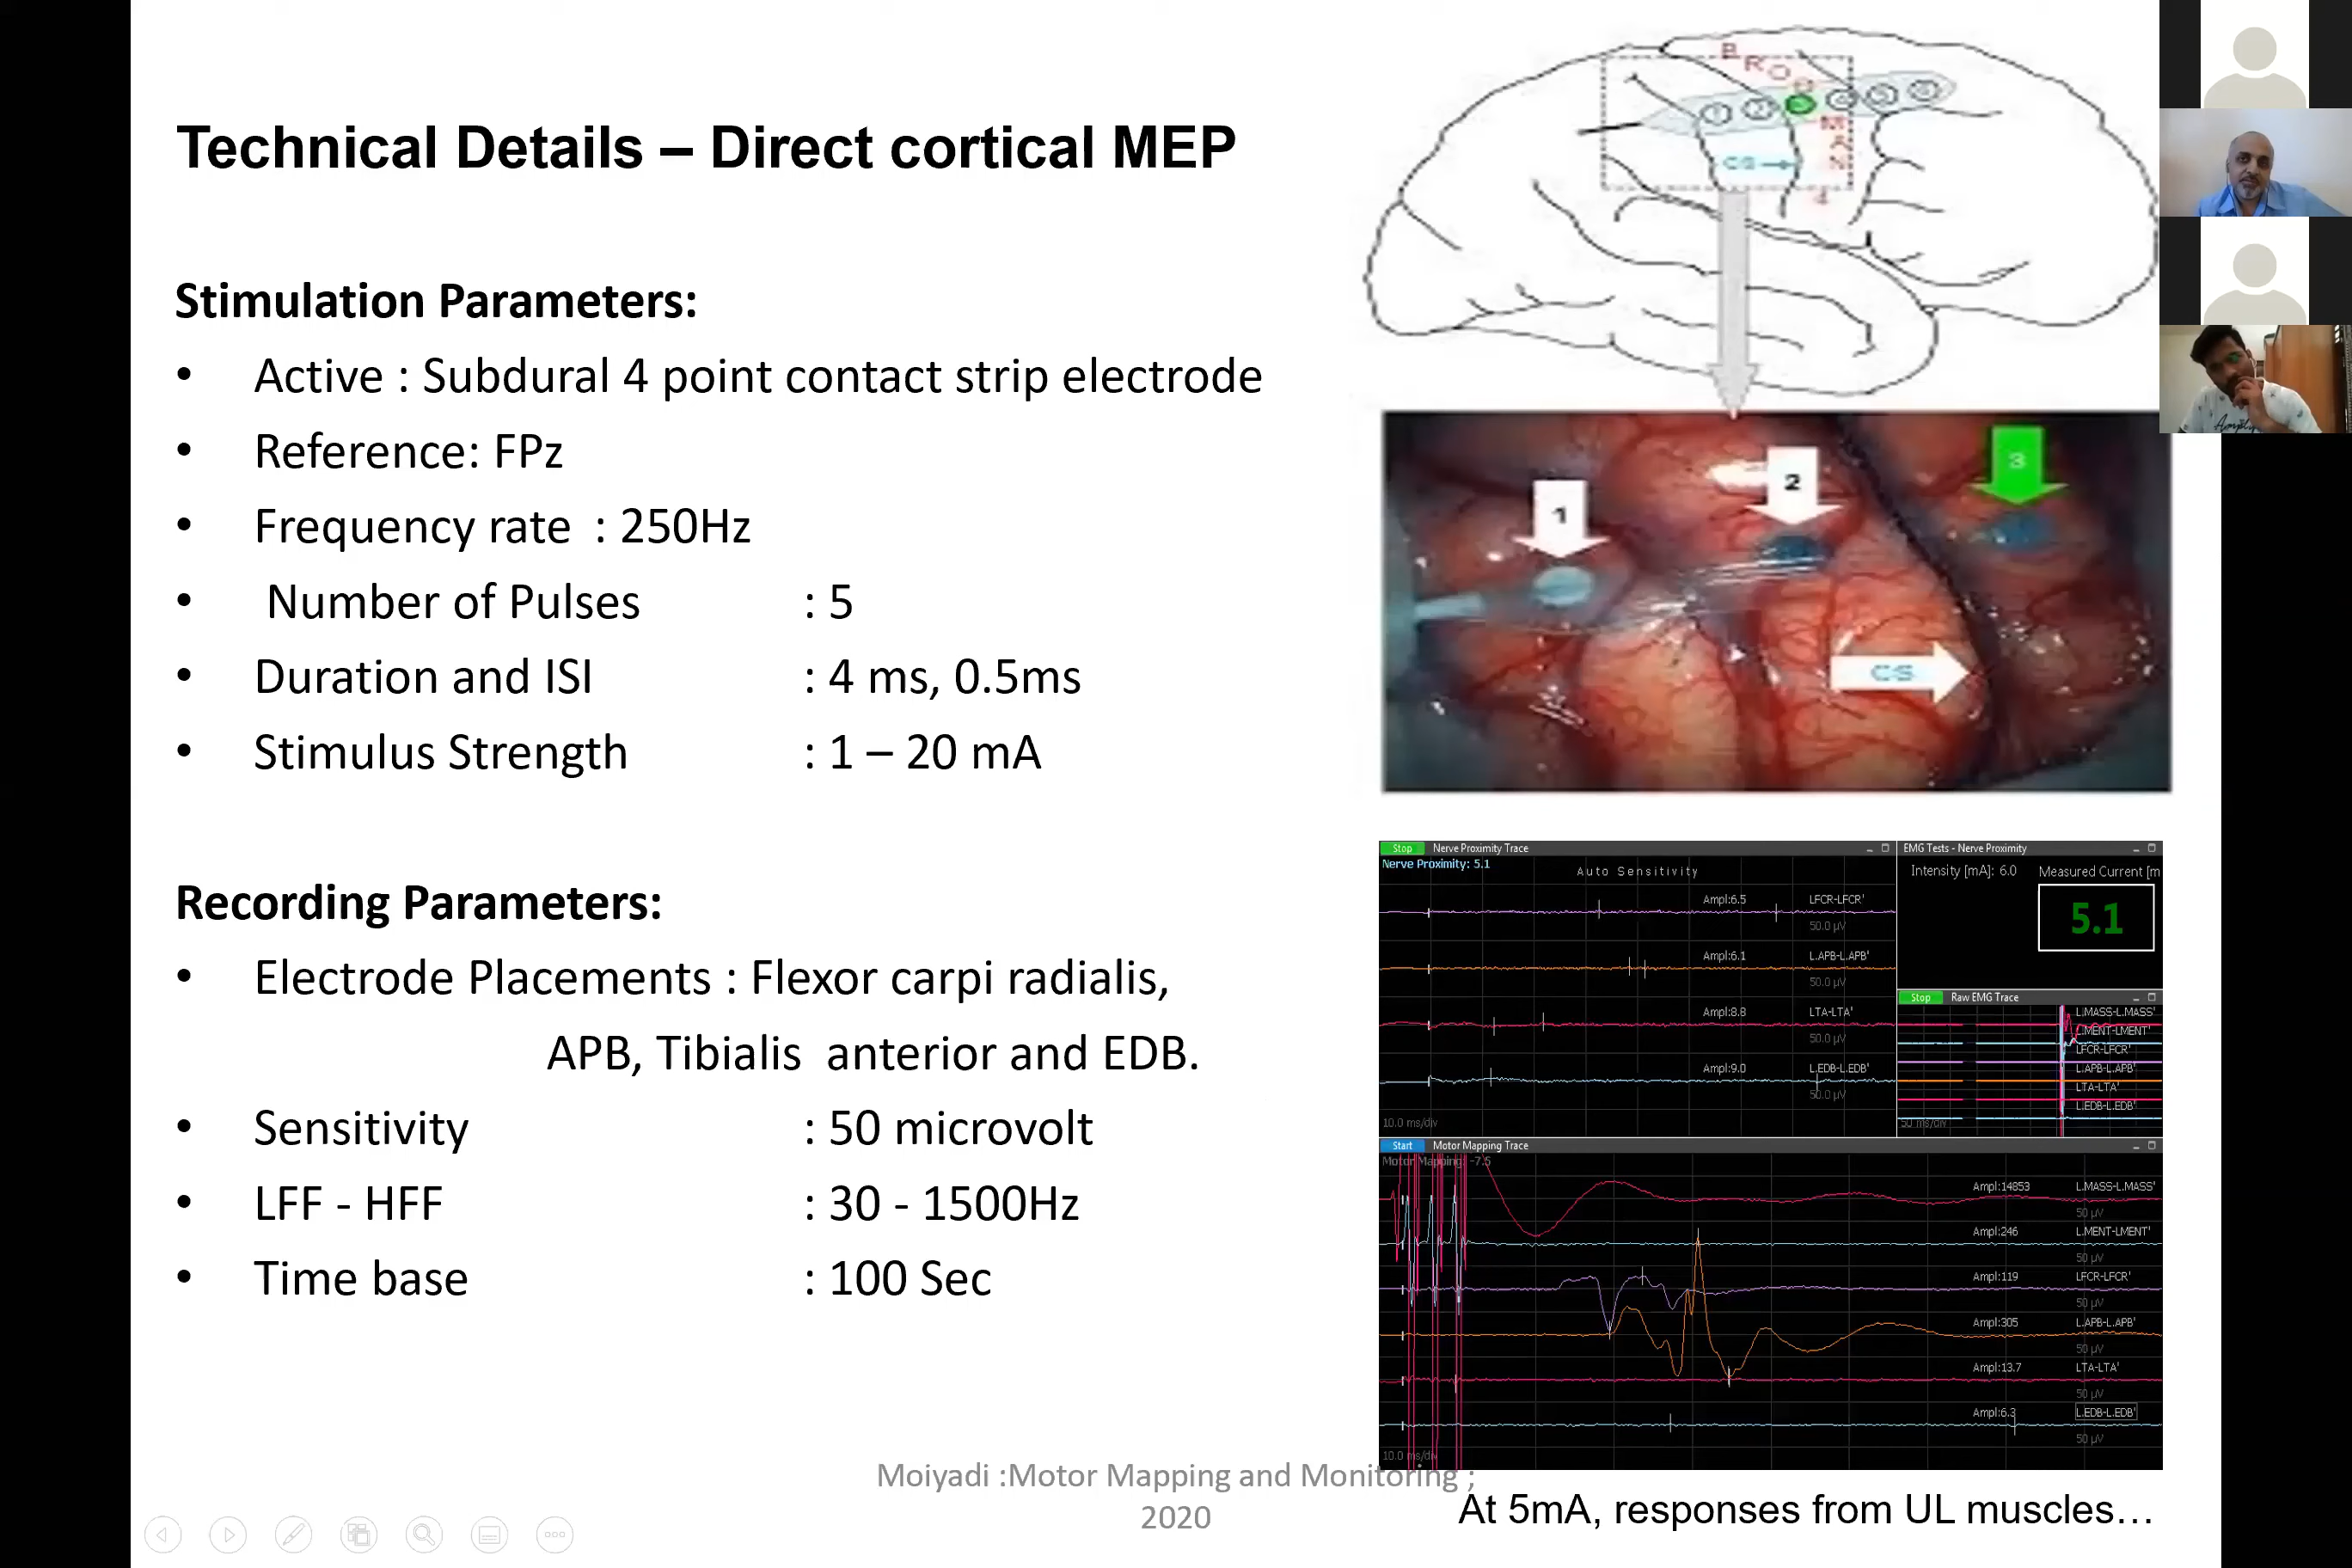 Technical Details – Direct cortical MEP
Stimulation Parameters:
• Active : Subdural 4 point contact strip electrode
• Reference: FPz
• Frequency rate : 250Hz
• Number of Pulses : 5
• Duration and ISI : 4 ms, 0.5ms
• Stimulus Strength : 1 – 20 mA
Recording Parameters:
• Electrode Placements : Flexor carpi radialis,
APB, Tibialis anterior and EDB.
• Sensitivity : 50 microvolt
• LFF - HFF : 30 - 1500Hz
• Time base : 100 Sec
Moiyadi :Motor Mapping and Monitoring ;
2020
1 2
CS
1
2
3
CS
Stop Nerve Proximity Trace
Nerve Proximity: 5.1
Auto Sensitivity
Ampl:6.5 LFCR-LFCR'
50.0 µV
Ampl:6.1 L.APB-L.APB'
50.0 µV
Ampl:8.8 LTA-LTA'
50.0 µV
Ampl:9.0 L.EDB-L.EDB'
50.0 µV
10.0 ms/div
EMG Tests - Nerve Proximity
Intensity [mA]: 6.0 Measured Current [m
5.1
Stop Raw EMG Trace
L.MASS-L.MASS'
L.MENT-LMENT'
LFCR-LFCR'
L.APB-L.APB'
LTA-LTA'
L.EDB-L.EDB'
50 ms/div
Start Motor Mapping Trace
Motor Mapping: -7.5
Ampl:14853 L.MASS-L.MASS'
50 µV
Ampl:246 L.MENT-LMENT'
50 µV
Ampl:119 LFCR-LFCR'
50 µV
Ampl:305 L.APB-L.APB'
50 µV
Ampl:13.7 LTA-LTA'
50 µV
Ampl:6.3 L.EDB-L.EDB'
50 µV
10.0 ms/div
At 5mA, responses from UL muscles…